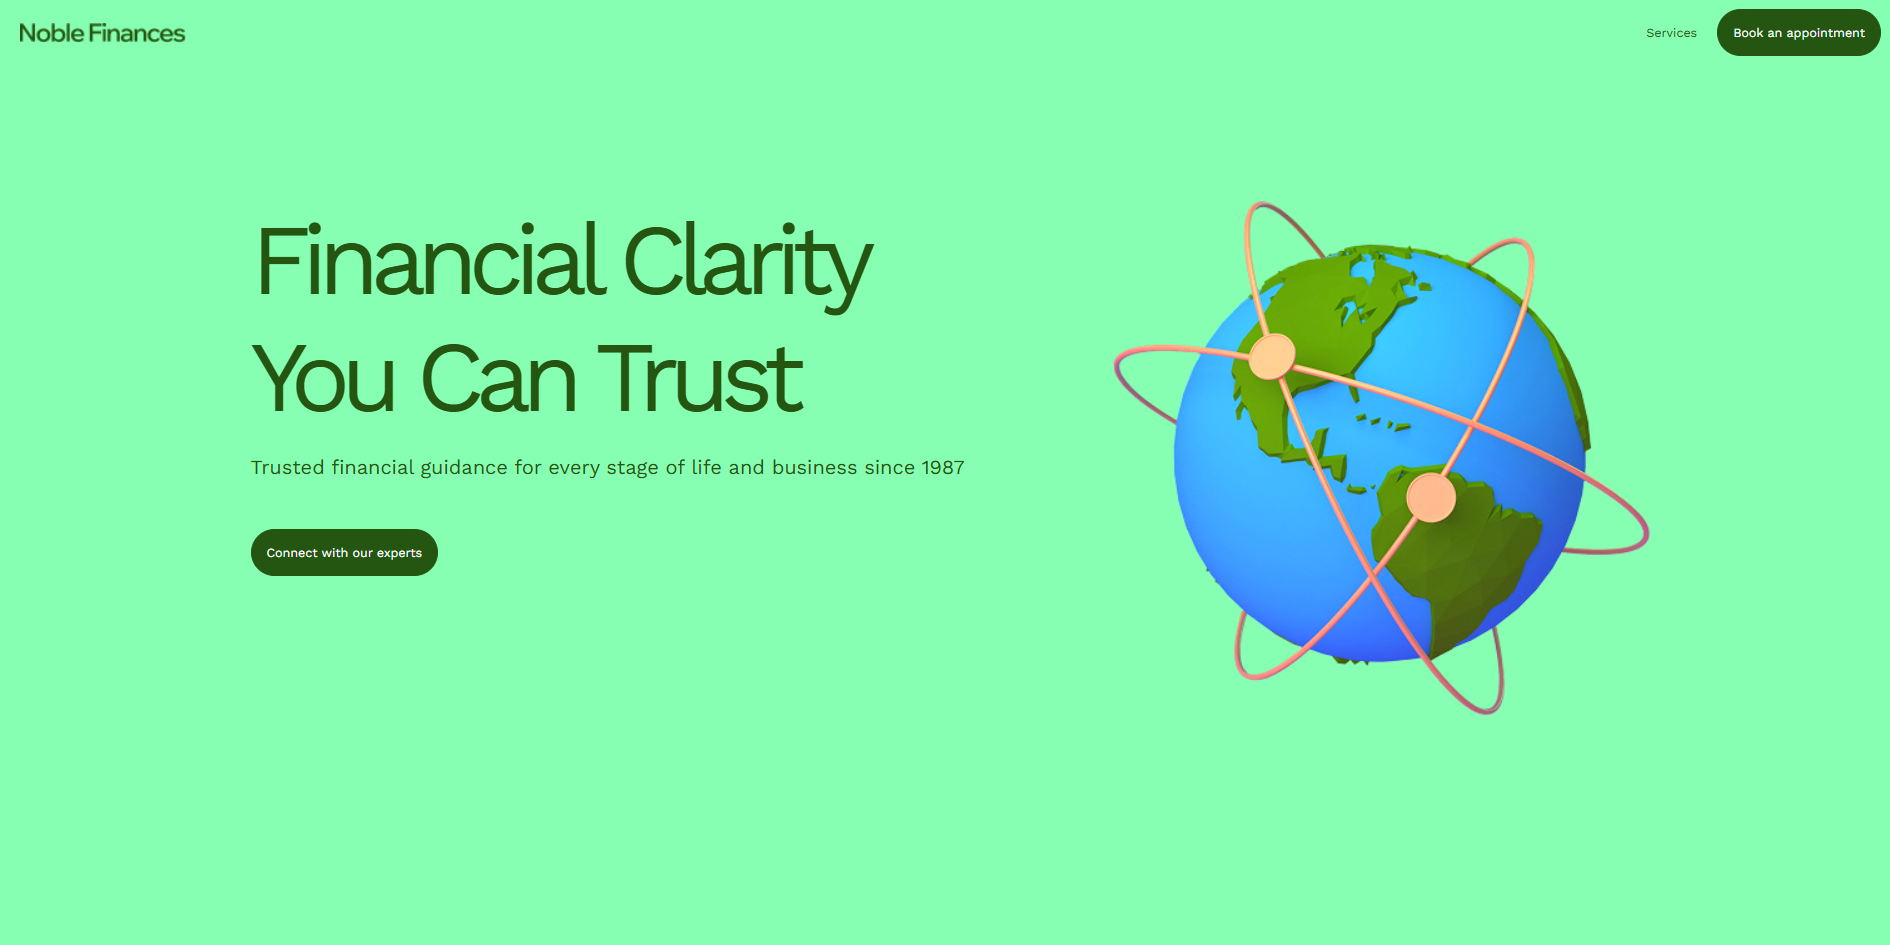 Noble Finances
Services
Book an appointment
Financial Clarity
You Can Trust
Trusted financial guidance for every stage of life and business since 1987
Connect with our experts